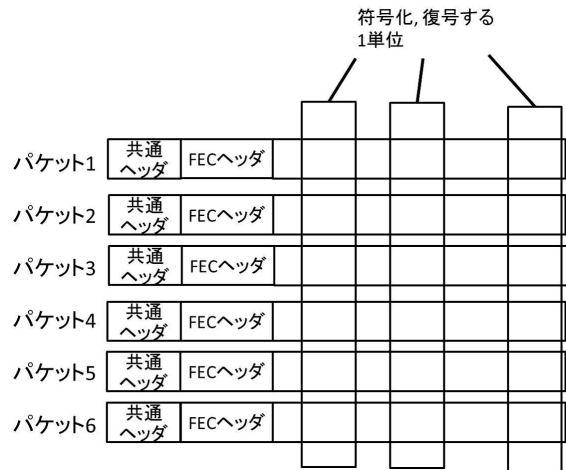 符号化, 復号する
1単位
パケット1 共通ヘッダ FECヘッダ
パケット2 共通ヘッダ FECヘッダ
パケット3 共通ヘッダ FECヘッダ
パケット4 共通ヘッダ FECヘッダ
パケット5 共通ヘッダ FECヘッダ
パケット6 共通ヘッダ FECヘッダ